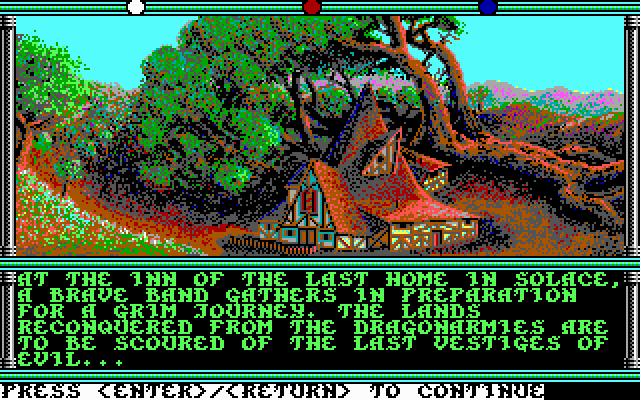 AT THE INN OF THE LAST HOME IN SOLACE,
A BRAVE BAND GATHERS IN PREPARATION
FOR A GRIM JOURNEY. THE LANDS
RECONQUERED FROM THE DRAGONARMIES ARE
TO BE SCOURED OF THE LAST VESTIGES OF
EVIL...
PRESS <ENTER>/<RETURN> TO CONTINUE